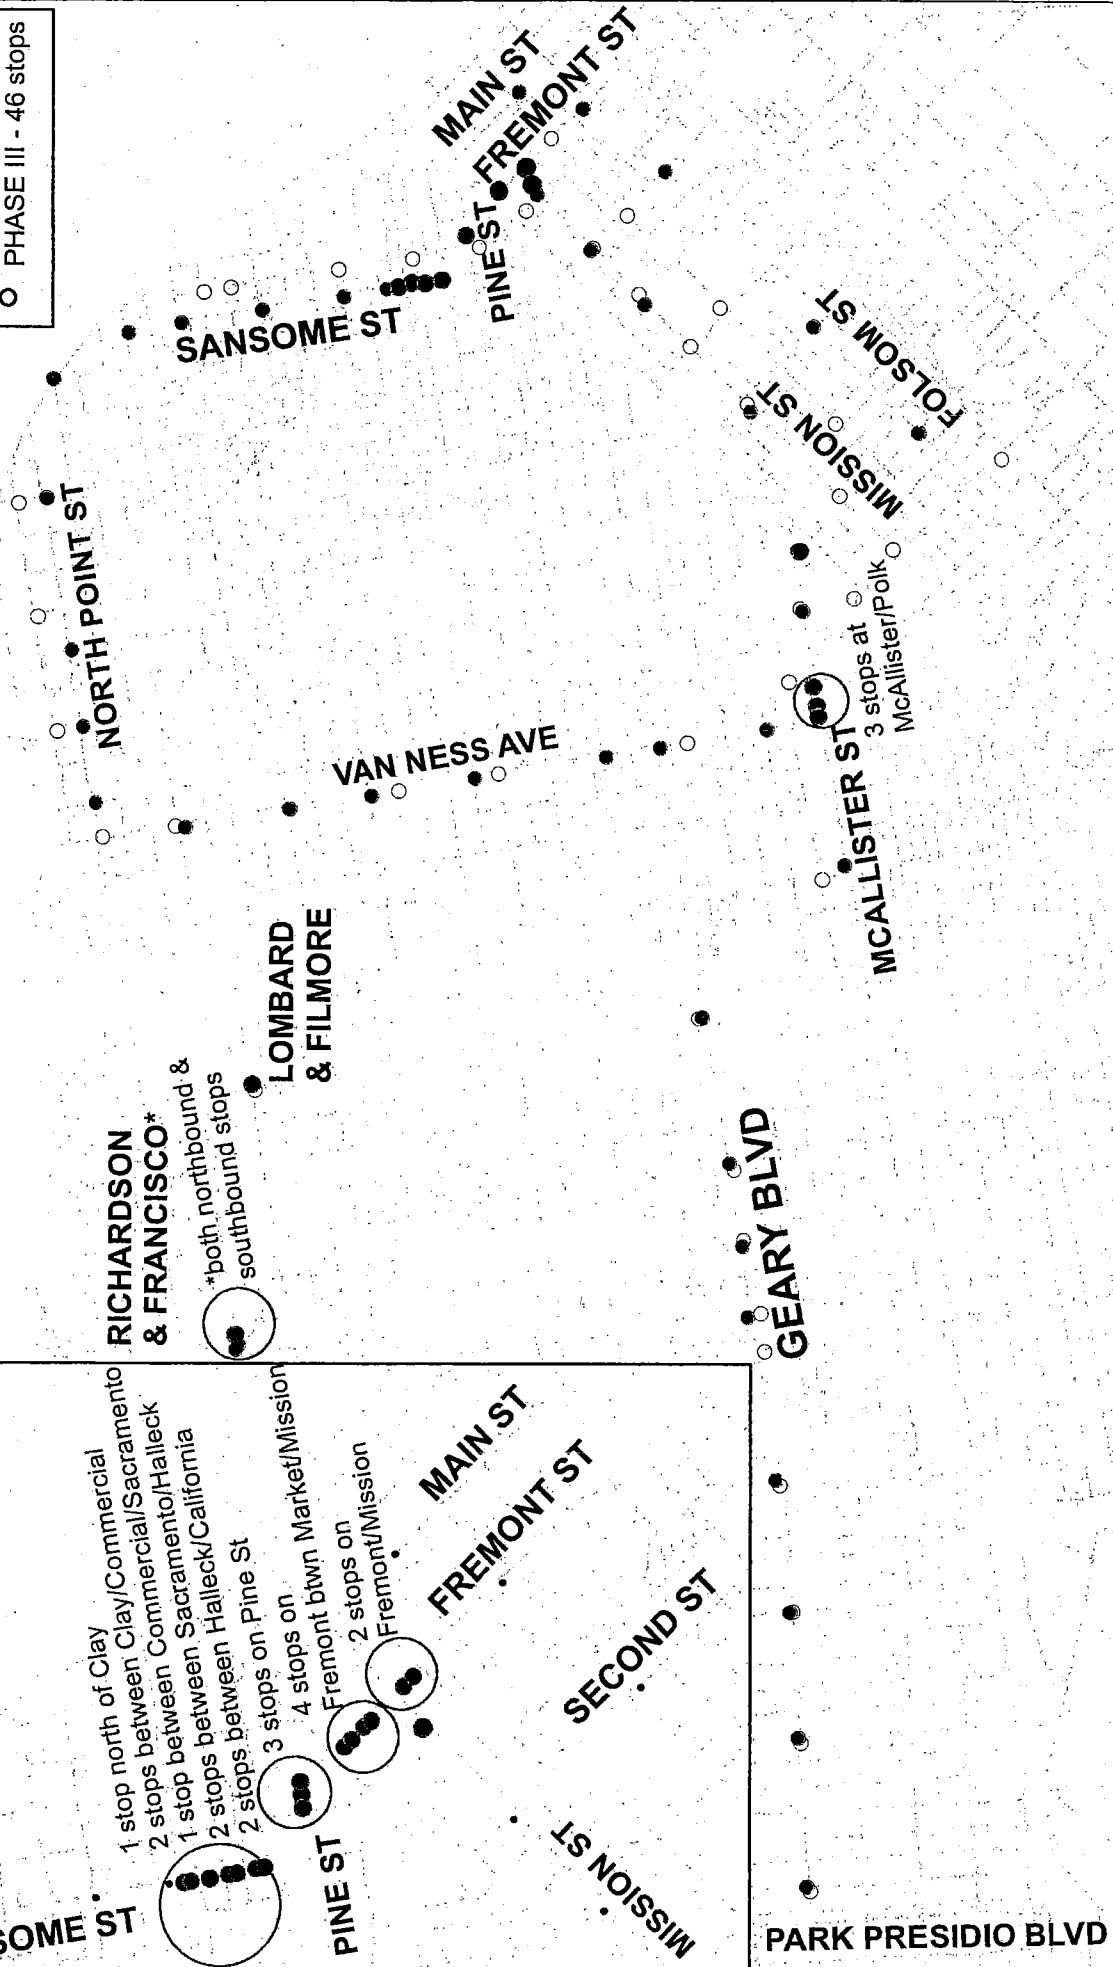 PHASE III - 46 stops
MAIN ST
FREMONT ST
PINE ST
SANSOME ST
NORTH POINT ST
FOLSOM ST
MISSION ST
VAN NESS AVE
3 stops at
McAllister/Polk
MCALLISTER ST
LOMBARD
& FILMORE
RICHARDSON
& FRANCISCO*
*both northbound &
southbound stops
GEARY BLVD
1 stop north of Clay
2 stops between Clay/Commercial
1 stop between Commercial/Sacramento
2 stops between Sacramento/Halleck
2 stops between Halleck/California
3 stops on Pine St
4 stops on
Fremont btwn Market/Mission
2 stops on
Fremont/Mission
MAIN ST
FREMONT ST
SECOND ST
MISSION ST
PINE ST
SOME ST
PARK PRESIDIO BLVD